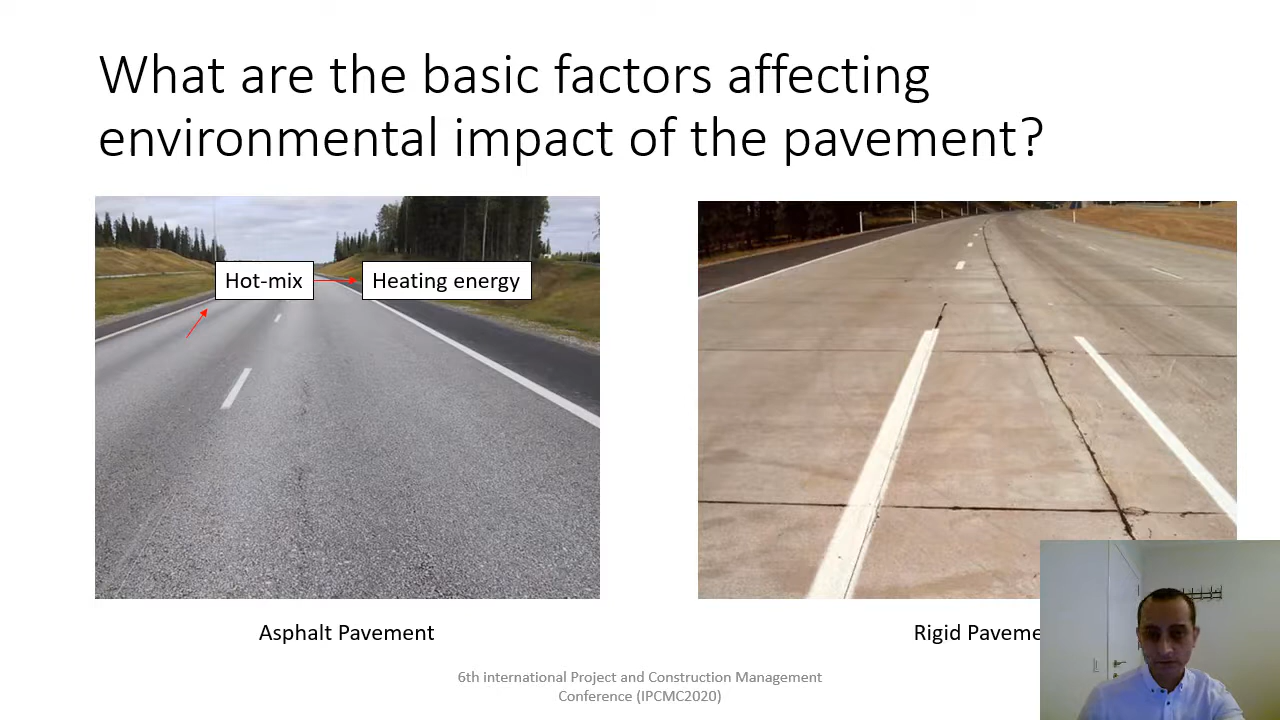 What are the basic factors affecting
environmental impact of the pavement?
Hot-mix
Heating energy
Asphalt Pavement
Rigid Paveme
6th international Project and Construction Management
Conference (IPCMC2020)